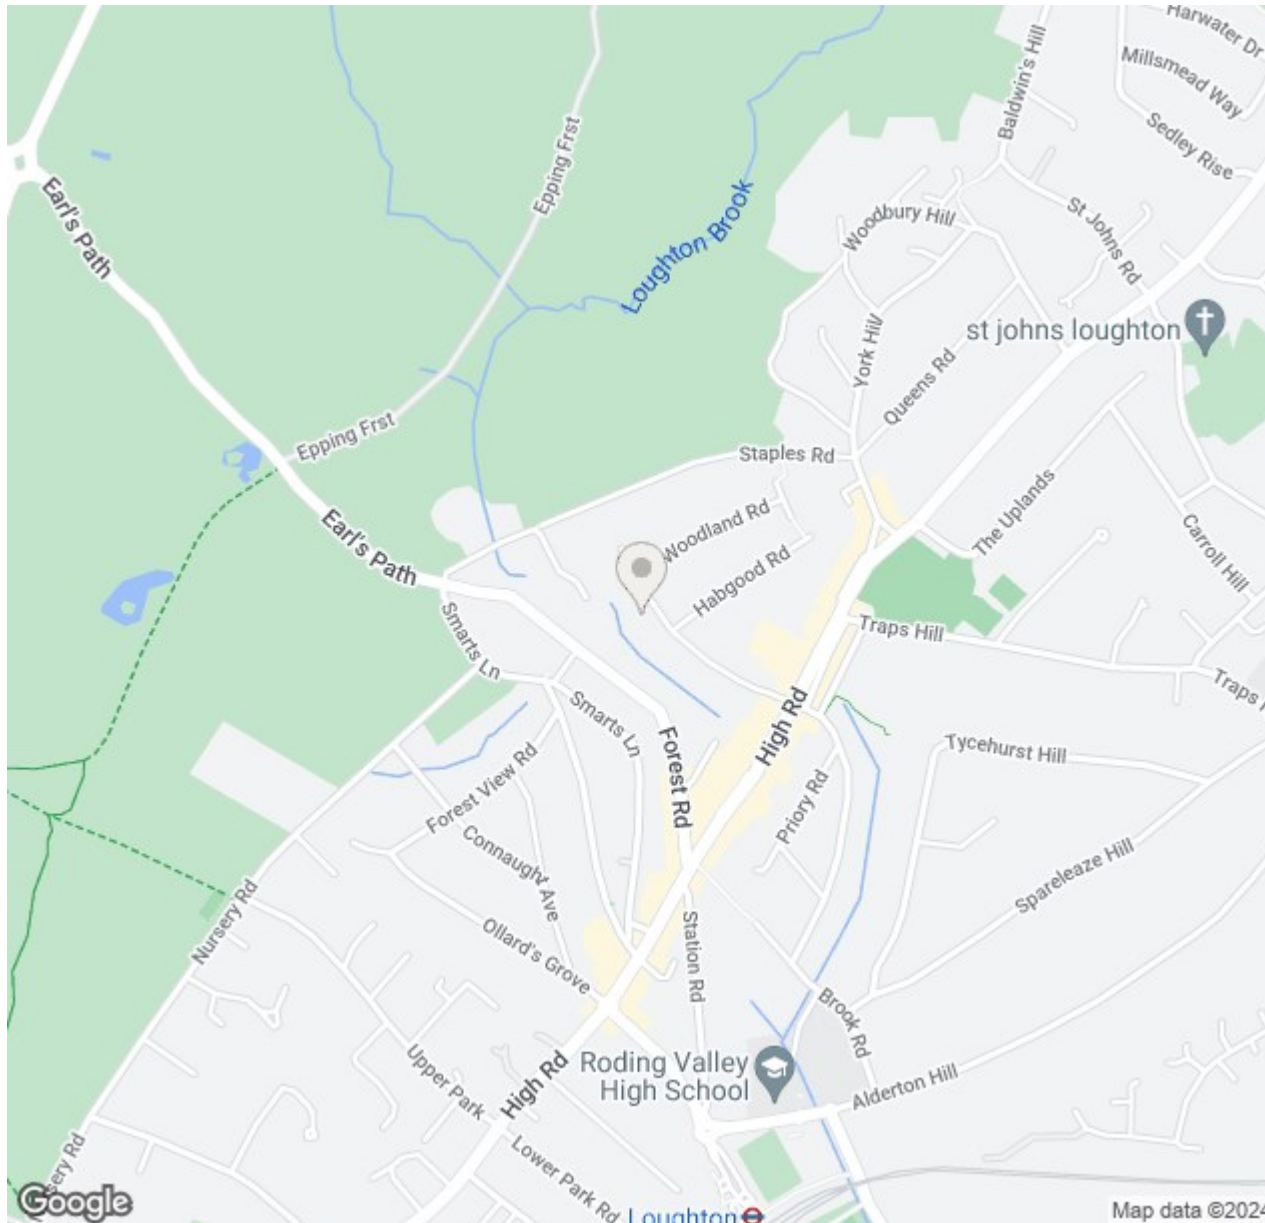 Harwater Dr
Millsmead Way
Baldwin's Hill
Sedley Rise
Epping Frst
Earl's Path
Loughton Brook
Woodbury Hill
St Johns Rd
st johns loughton
York Hill
Queens Rd
Epping Frst
Staples Rd
The Uplands
Woodland Rd
Carroll Hill
Earl's Path
Habgood Rd
Smarts Ln
Traps Hill
Traps
Smarts Ln
High Rd
Forest Rd
Tycehurst Hill
Forest View Rd
Priory Rd
Connaught Ave
Spareleaze Hill
Nursery Rd
Ollard's Grove
Station Rd
Brook Rd
Roding Valley
High School
Upper Park
High Rd
Alderton Hill
Lower Park Rd
sery Rd
Google
Loughton
Map data ©2024